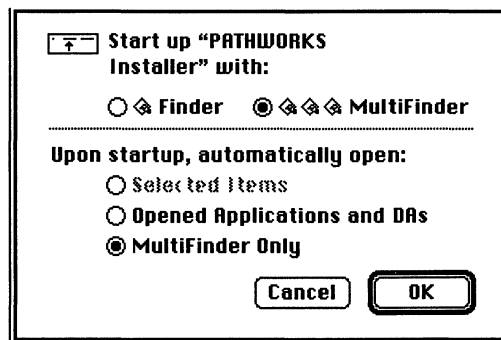 Start up “PATHWORKS
Installer” with:
Finder MultiFinder
Upon startup, automatically open:
Selected Items
Opened Applications and DAs
MultiFinder Only
Cancel OK